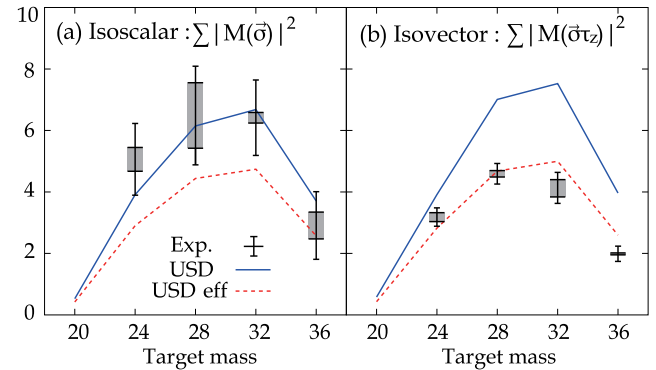 10
8
6
4
2
0
(a) Isoscalar : ∑ | M(σ⃗) |²
(b) Isovector : ∑ | M(σ⃗τz) |²
Exp.
USD
USD eff
20 24 28 32 36
20 24 28 32 36
Target mass
Target mass